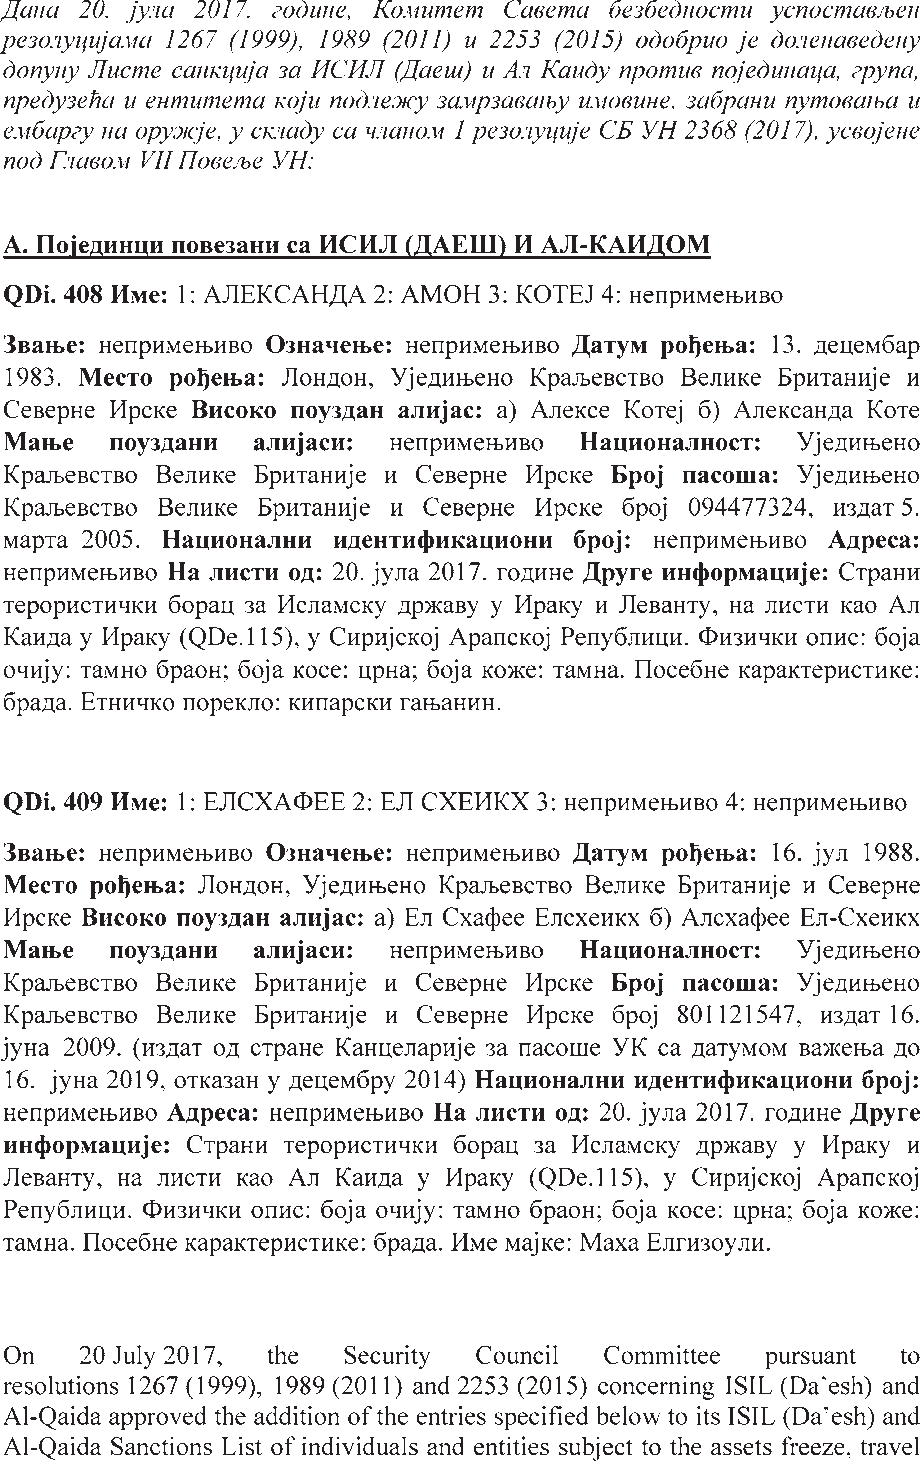 Дана 20. јула 2017. године, Комитет Савета безбедности успостављен
резолуцијама 1267 (1999), 1989 (2011) и 2253 (2015) одобрио је доленаведену
допуну Листе санкција за ИСИЛ (Даеш) и Ал Каиду против појединаца, група,
предузећа и ентитета који подлежу замрзавању имовине, забрани путовања и
ембаргу на оружје, у складу са чланом 1 резолуције СБ УН 2368 (2017), усвојене
под Главом VII Повеље УН:
А. Појединци повезани са ИСИЛ (ДАЕШ) И АЛ-КАИДОМ
QDi. 408 Име: 1: АЛЕКСАНДА 2: АМОН 3: КОТЕЈ 4: непримењиво
Звање: непримењиво Означење: непримењиво Датум рођења: 13. децембар
1983. Место рођења: Лондон, Уједињено Краљевство Велике Британије и
Северне Ирске Високо поуздан алијас: а) Алексе Котеј б) Александа Коте
Мање поуздани алијаси: непримењиво Националност: Уједињено
Краљевство Велике Британије и Северне Ирске Број пасоша: Уједињено
Краљевство Велике Британије и Северне Ирске број 094477324, издат 5.
марта 2005. Национални идентификациони број: непримењиво Адреса:
непримењиво На листи од: 20. јула 2017. године Друге информације: Страни
терористички борац за Исламску државу у Ираку и Леванту, на листи као Ал
Каида у Ираку (QDe.115), у Сиријској Арапској Републици. Физички опис: боја
очију: тамно браон; боја косе: црна; боја коже: тамна. Посебне карактеристике:
брада. Етничко порекло: кипарски гањанин.
QDi. 409 Име: 1: ЕЛСХАФЕЕ 2: ЕЛ СХЕИКХ 3: непримењиво 4: непримењиво
Звање: непримењиво Означење: непримењиво Датум рођења: 16. јул 1988.
Место рођења: Лондон, Уједињено Краљевство Велике Британије и Северне
Ирске Високо поуздан алијас: а) Ел Схафее Елсхеикх б) Алсхафее Ел-Схеикх
Мање поуздани алијаси: непримењиво Националност: Уједињено
Краљевство Велике Британије и Северне Ирске Број пасоша: Уједињено
Краљевство Велике Британије и Северне Ирске број 801121547, издат 16.
јуна 2009. (издат од стране Канцеларије за пасоше УК са датумом важења до
16. јуна 2019, отказан у децембру 2014) Национални идентификациони број:
непримењиво Адреса: непримењиво На листи од: 20. јула 2017. године Друге
информације: Страни терористички борац за Исламску државу у Ираку и
Леванту, на листи као Ал Каида у Ираку (QDe.115), у Сиријској Арапској
Републици. Физички опис: боја очију: тамно браон; боја косе: црна; боја коже:
тамна. Посебне карактеристике: брада. Име мајке: Маха Елгизоули.
On 20 July 2017, the Security Council Committee pursuant to
resolutions 1267 (1999), 1989 (2011) and 2253 (2015) concerning ISIL (Da`esh) and
Al-Qaida approved the addition of the entries specified below to its ISIL (Da`esh) and
Al-Qaida Sanctions List of individuals and entities subject to the assets freeze, travel